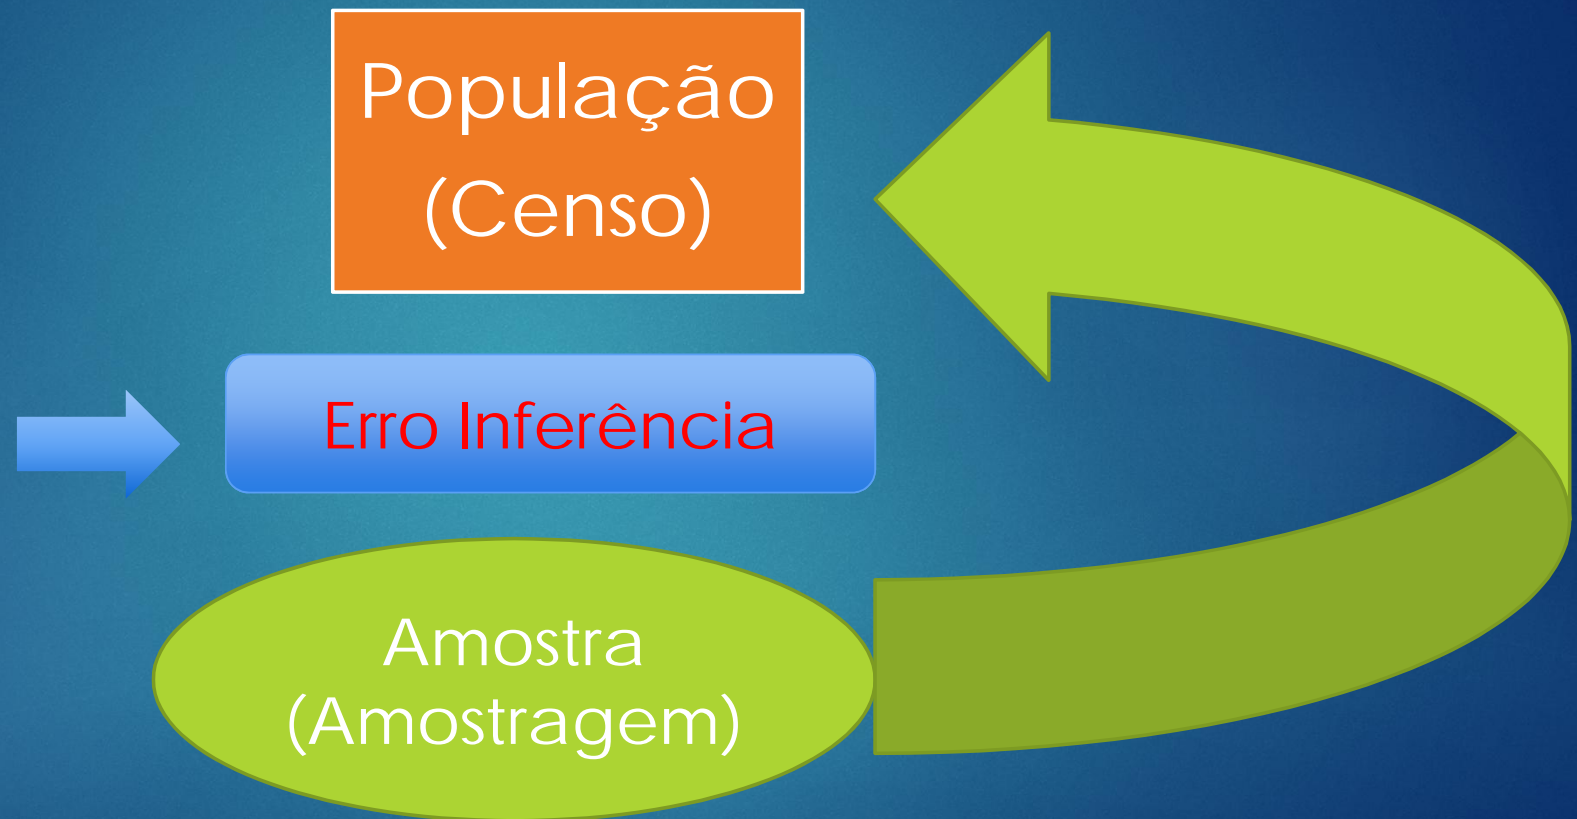 População
(Censo)
Erro Inferência
Amostra
(Amostragem)